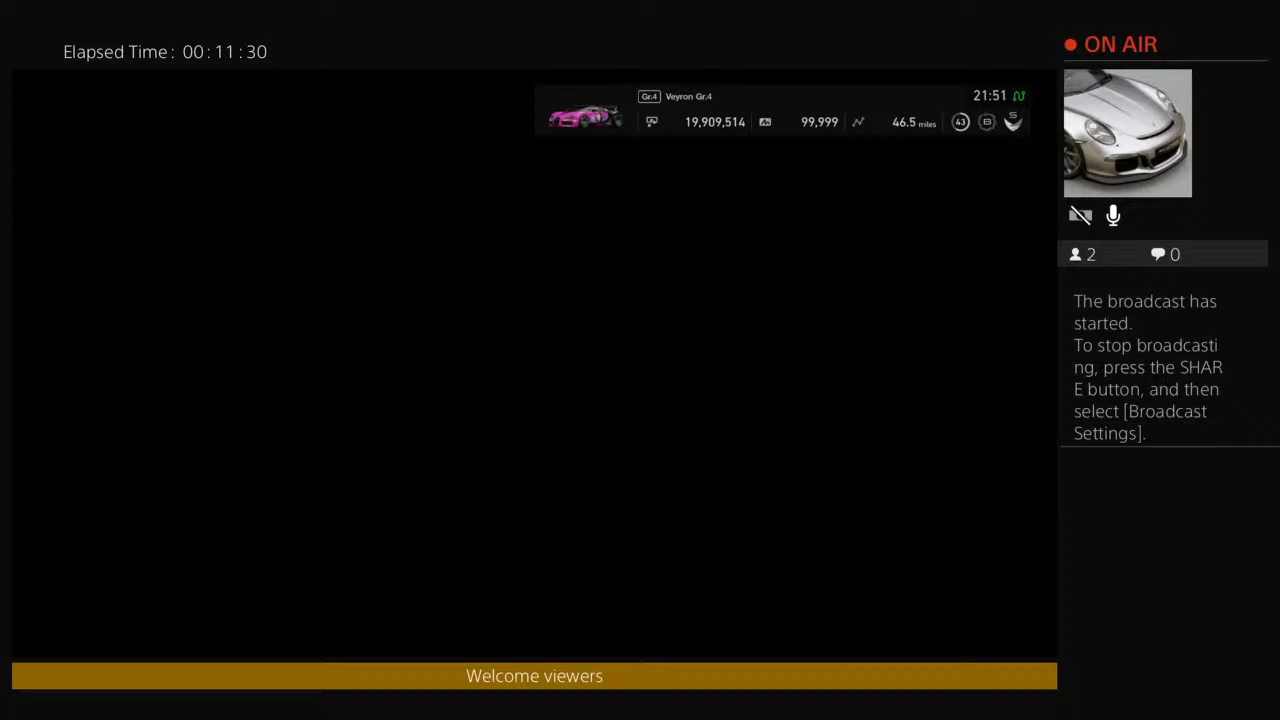 Elapsed Time: 00:11:30
ON AIR
Gr.4 Veyron Gr.4 21:51
19,909,514 99,999 46.5 miles 43 B S
2 0
The broadcast has
started.
To stop broadcasti
ng, press the SHAR
E button, and then
select [Broadcast
Settings].
Welcome viewers